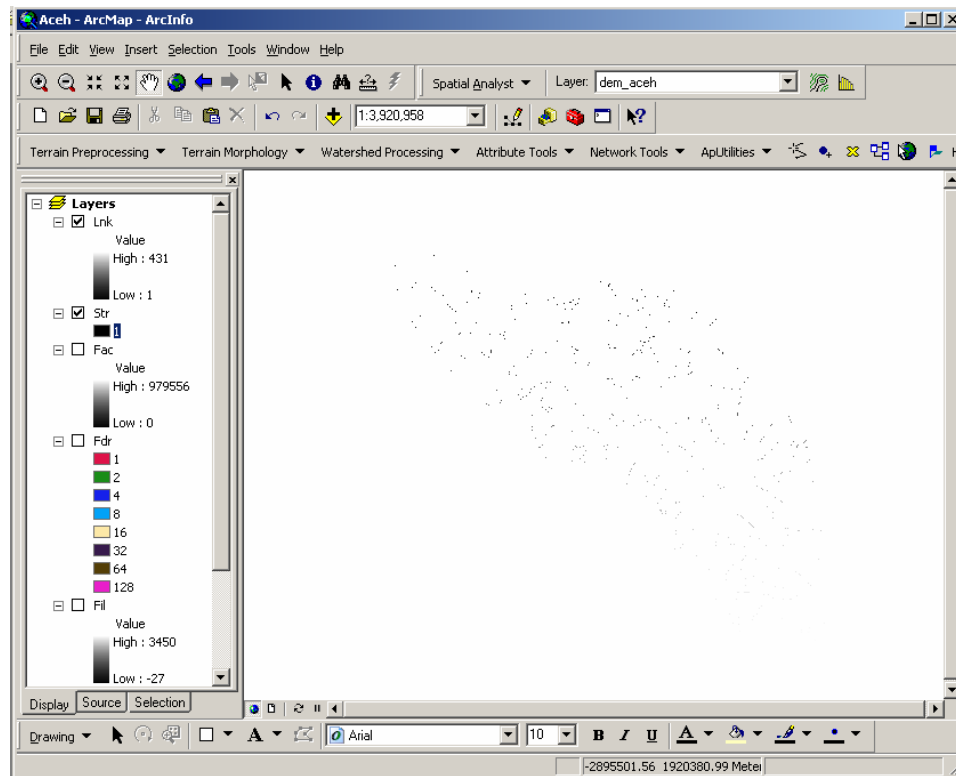 Aceh - ArcMap - ArcInfo
File Edit View Insert Selection Tools Window Help
Spatial Analyst Layer: dem_aceh
1:3,920,958
Terrain Preprocessing Terrain Morphology Watershed Processing Attribute Tools Network Tools ApUtilities H
Layers
Lnk
Value
High : 431
Low : 1
Str
1
Fac
Value
High : 979556
Low : 0
Fdr
1
2
4
8
16
32
64
128
Fil
Value
High : 3450
Low : -27
Display Source Selection
Drawing A Arial 10 B I U A
-2895501.56 1920380.99 Meter